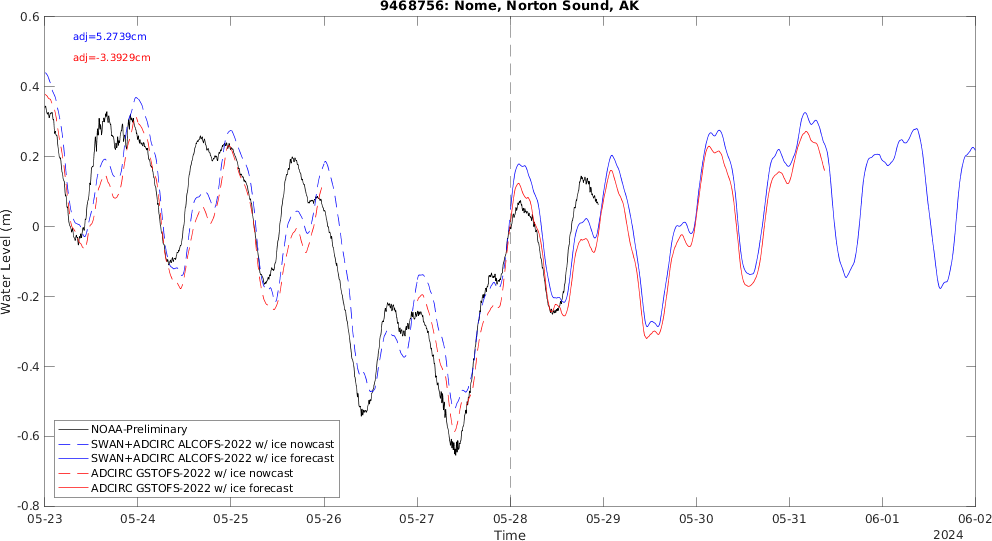 9468756: Nome, Norton Sound, AK
adj=5.2739cm
adj=-3.3929cm
0.6
0.4
0.2
0
-0.2
-0.4
-0.6
-0.8
Water Level (m)
NOAA-Preliminary
SWAN+ADCIRC ALCOFS-2022 w/ ice nowcast
SWAN+ADCIRC ALCOFS-2022 w/ ice forecast
ADCIRC GSTOFS-2022 w/ ice nowcast
ADCIRC GSTOFS-2022 w/ ice forecast
05-23 05-24 05-25 05-26 05-27 05-28 05-29 05-30 05-31 06-01 06-02
Time
2024